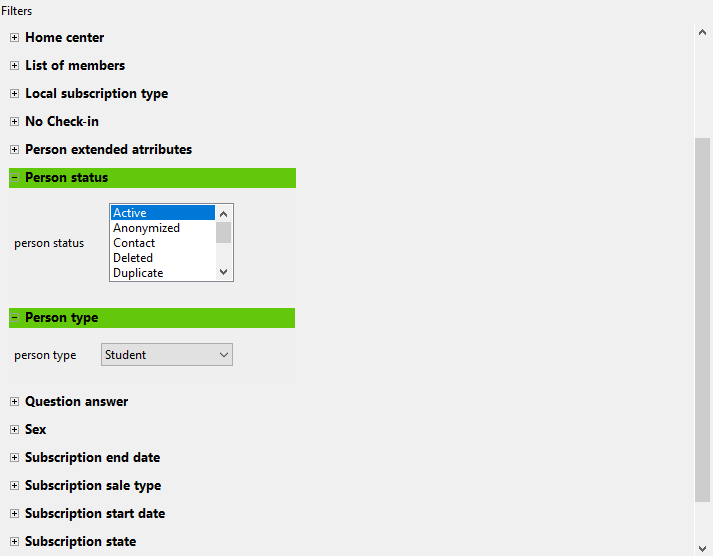 Filters
Home center
List of members
Local subscription type
No Check-in
Person extended atrributes
Person status
person status
Active
Anonymized
Contact
Deleted
Duplicate
Person type
person type Student
Question answer
Sex
Subscription end date
Subscription sale type
Subscription start date
Subscription state